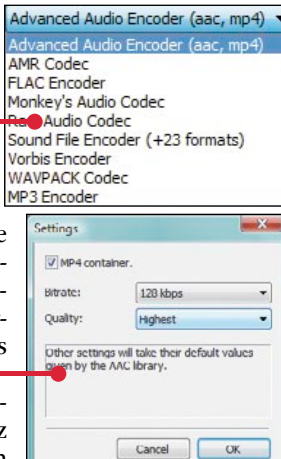 Advanced Audio Encoder (aac, mp4)
Advanced Audio Encoder (aac, mp4)
AMR Codec
FLAC Encoder
Monkey's Audio Codec
Audio Codec
Sound File Encoder (+23 formats)
Vorbis Encoder
WAVPACK Codec
MP3 Encoder
Settings
MP4 container.
Bitrate: 128 kbps
Quality: Highest
Other settings will take their default values
given by the AAC library.
Cancel OK